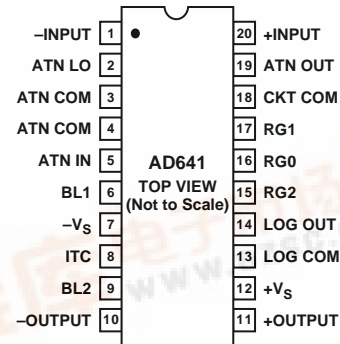 –INPUT 1 20 +INPUT
ATN LO 2 19 ATN OUT
ATN COM 3 18 CKT COM
ATN COM 4 17 RG1
ATN IN 5 16 RG0
BL1 6 15 RG2
–VS 7 14 LOG OUT
ITC 8 13 LOG COM
BL2 9 12 +VS
–OUTPUT 10 11 +OUTPUT
AD641
TOP VIEW
(Not to Scale)